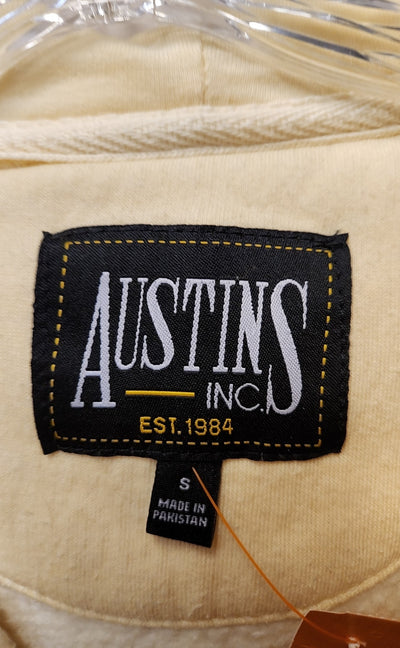 AUSTINS
INC.
EST. 1984
S
MADE IN
PAKISTAN